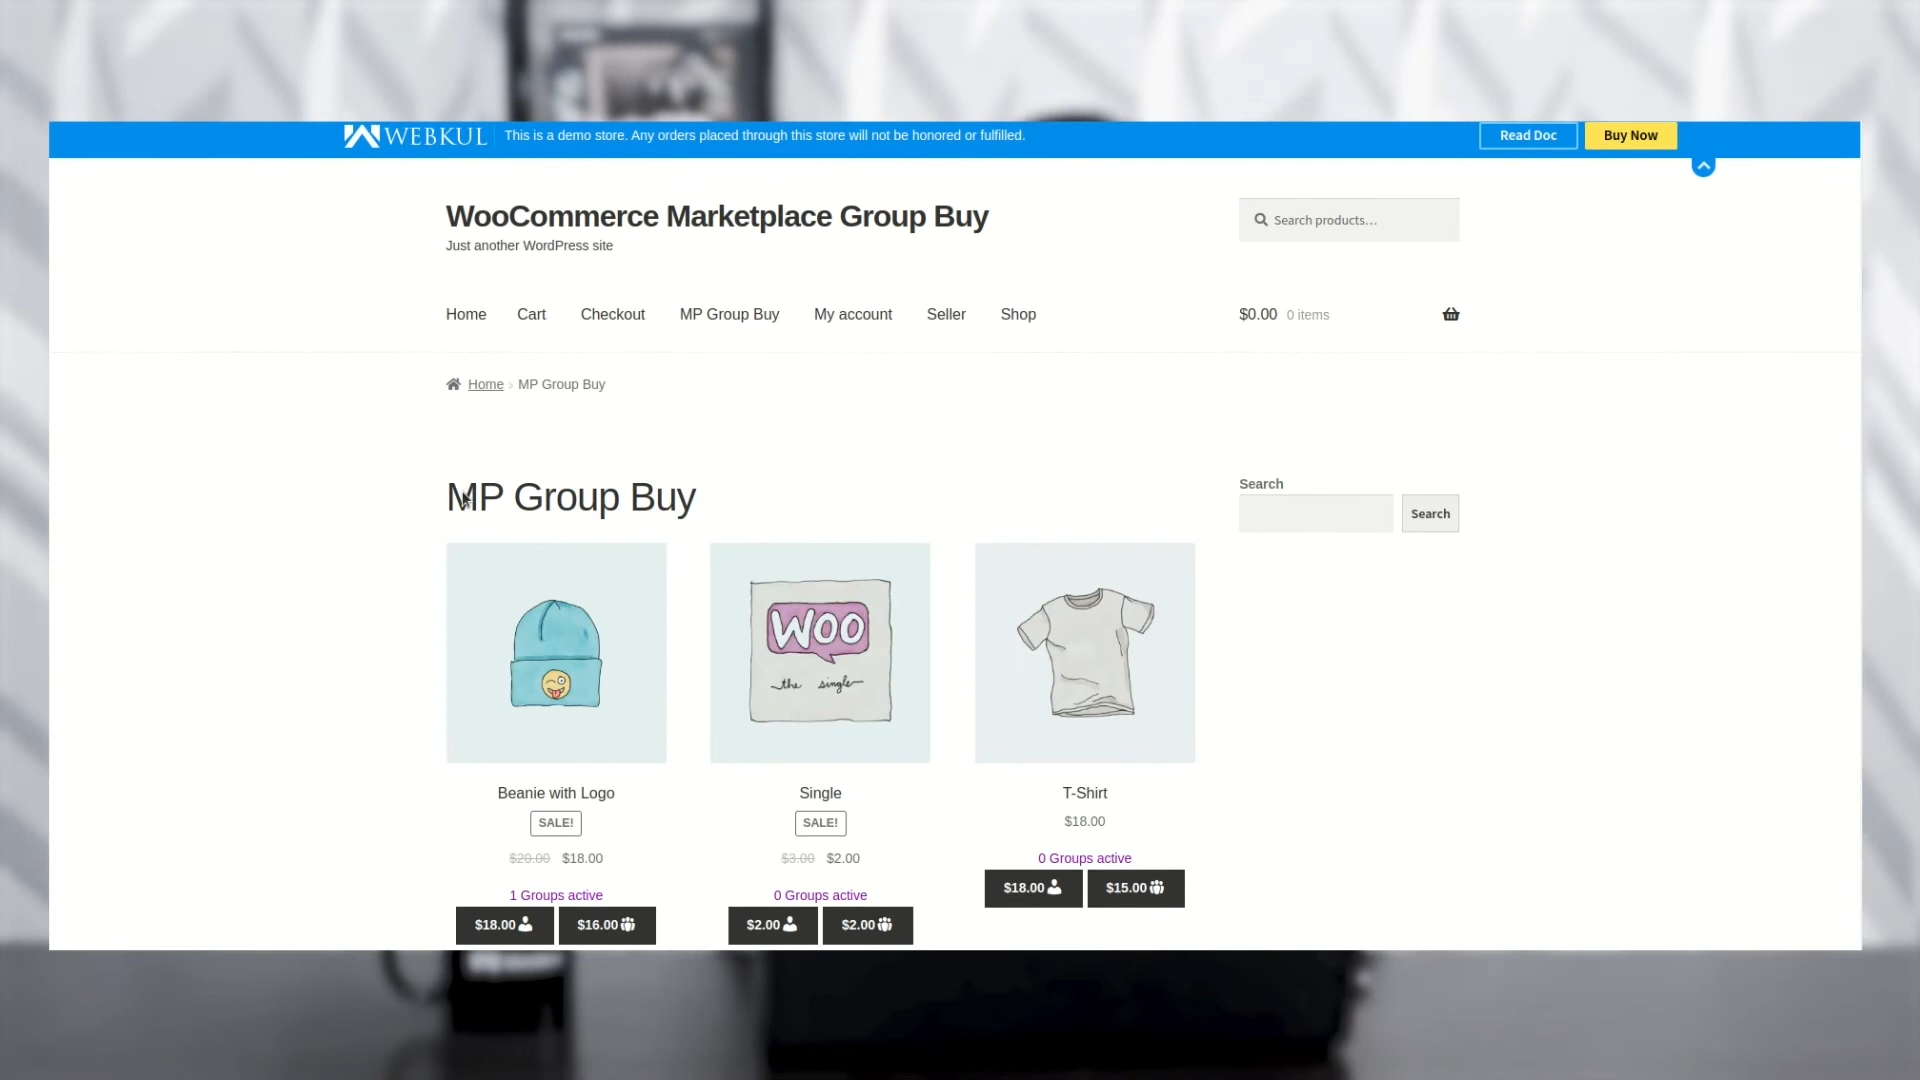 WEBKUL This is a demo store. Any orders placed through this store will not be honored or fulfilled. Read Doc Buy Now
WooCommerce Marketplace Group Buy
Just another WordPress site
Search products…
Home Cart Checkout MP Group Buy My account Seller Shop $0.00 0 items
Home › MP Group Buy
MP Group Buy
Search
Search
WOO
the single
Beanie with Logo
SALE!
$20.00 $18.00
1 Groups active
$18.00 $16.00
Single
SALE!
$3.00 $2.00
0 Groups active
$2.00 $2.00
T-Shirt
$18.00
0 Groups active
$18.00 $15.00